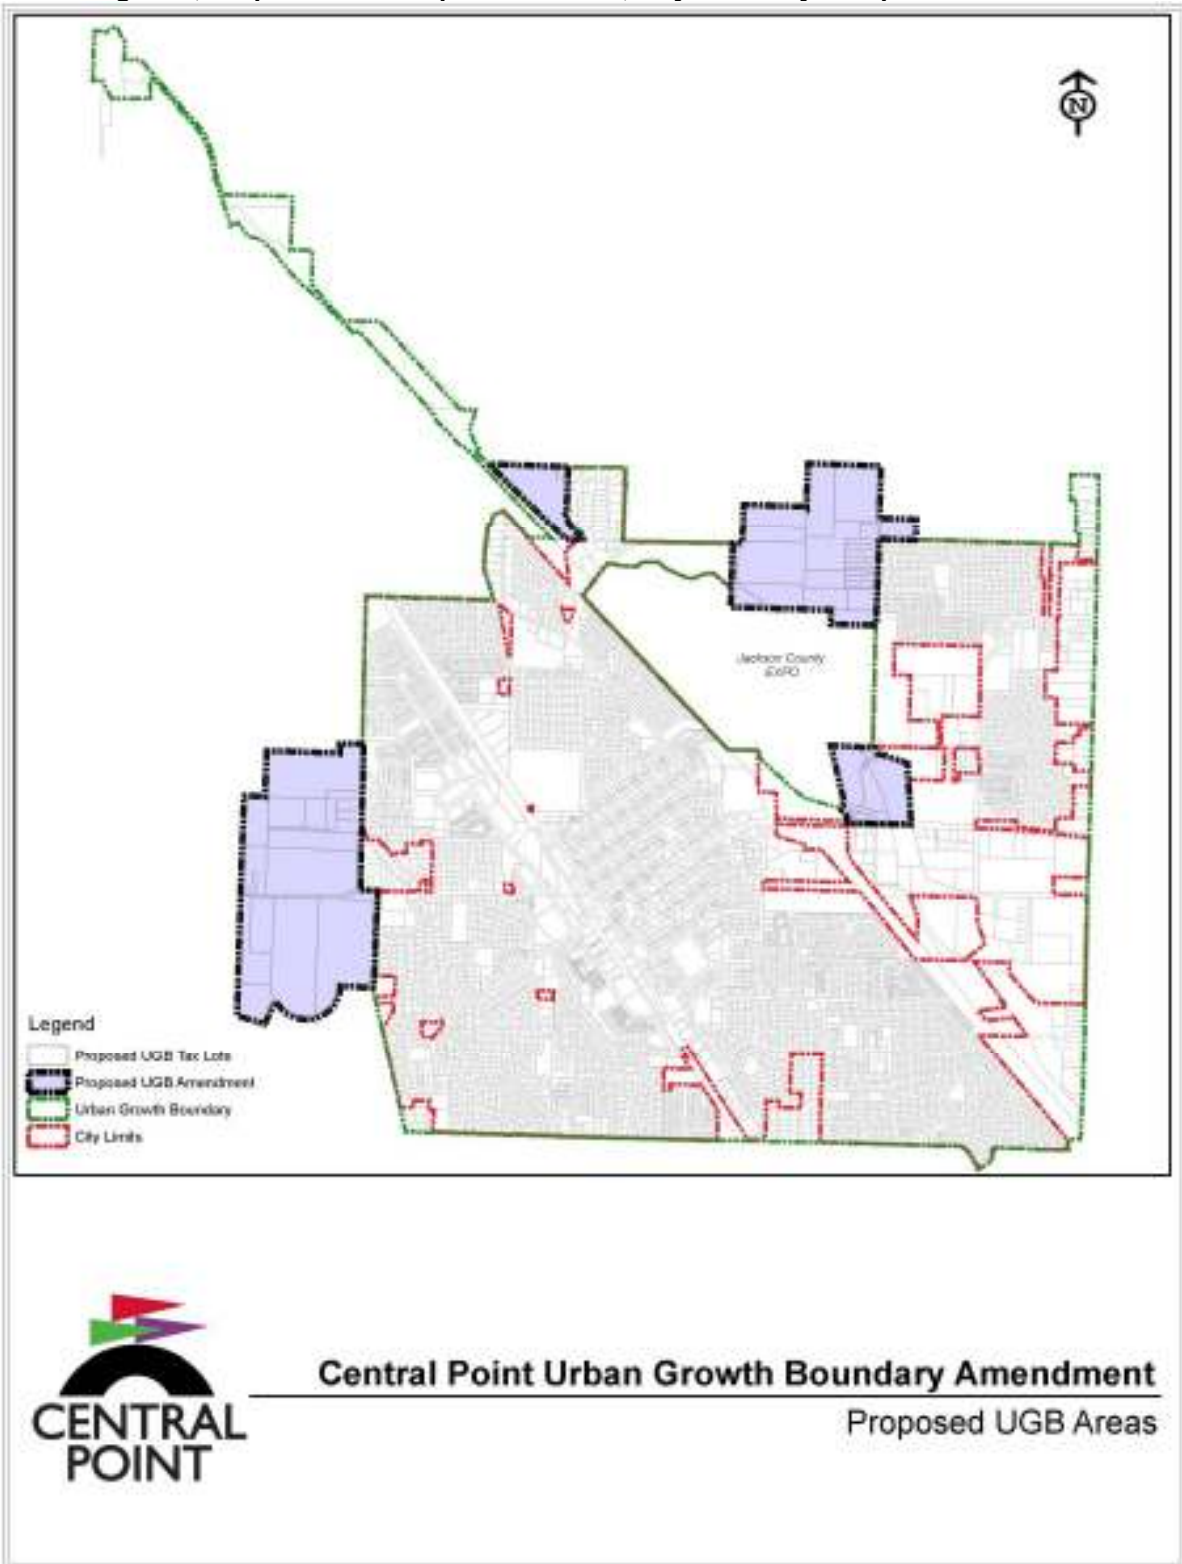 N
Jackson County
EXPO
Legend
Proposed UGB Tax Lots
Proposed UGB Amendment
Urban Growth Boundary
City Limits
CENTRAL
POINT
Central Point Urban Growth Boundary Amendment
Proposed UGB Areas